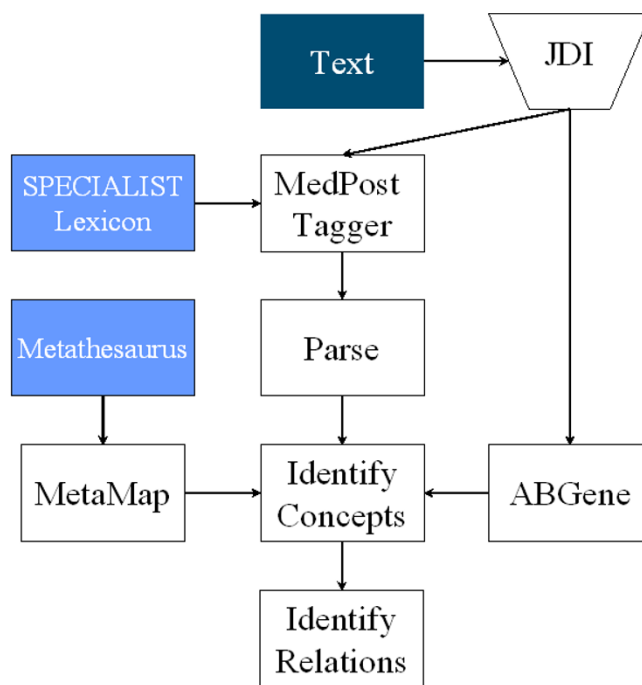 Text
JDI
SPECIALIST
Lexicon
MedPost
Tagger
Metathesaurus
Parse
MetaMap
Identify
Concepts
ABGene
Identify
Relations